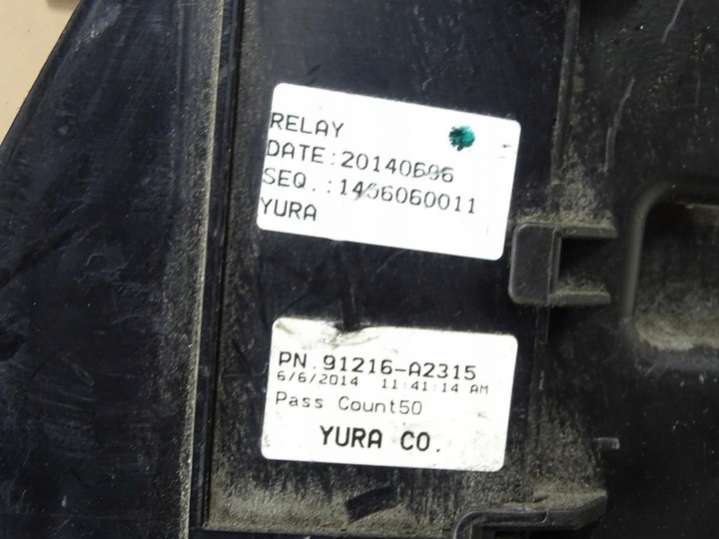 RELAY
DATE:20140606
SEQ.:1406060011
YURA
PN.91216-A2315
6/6/2014 11:41:14 AM
Pass Count50
YURA CO.